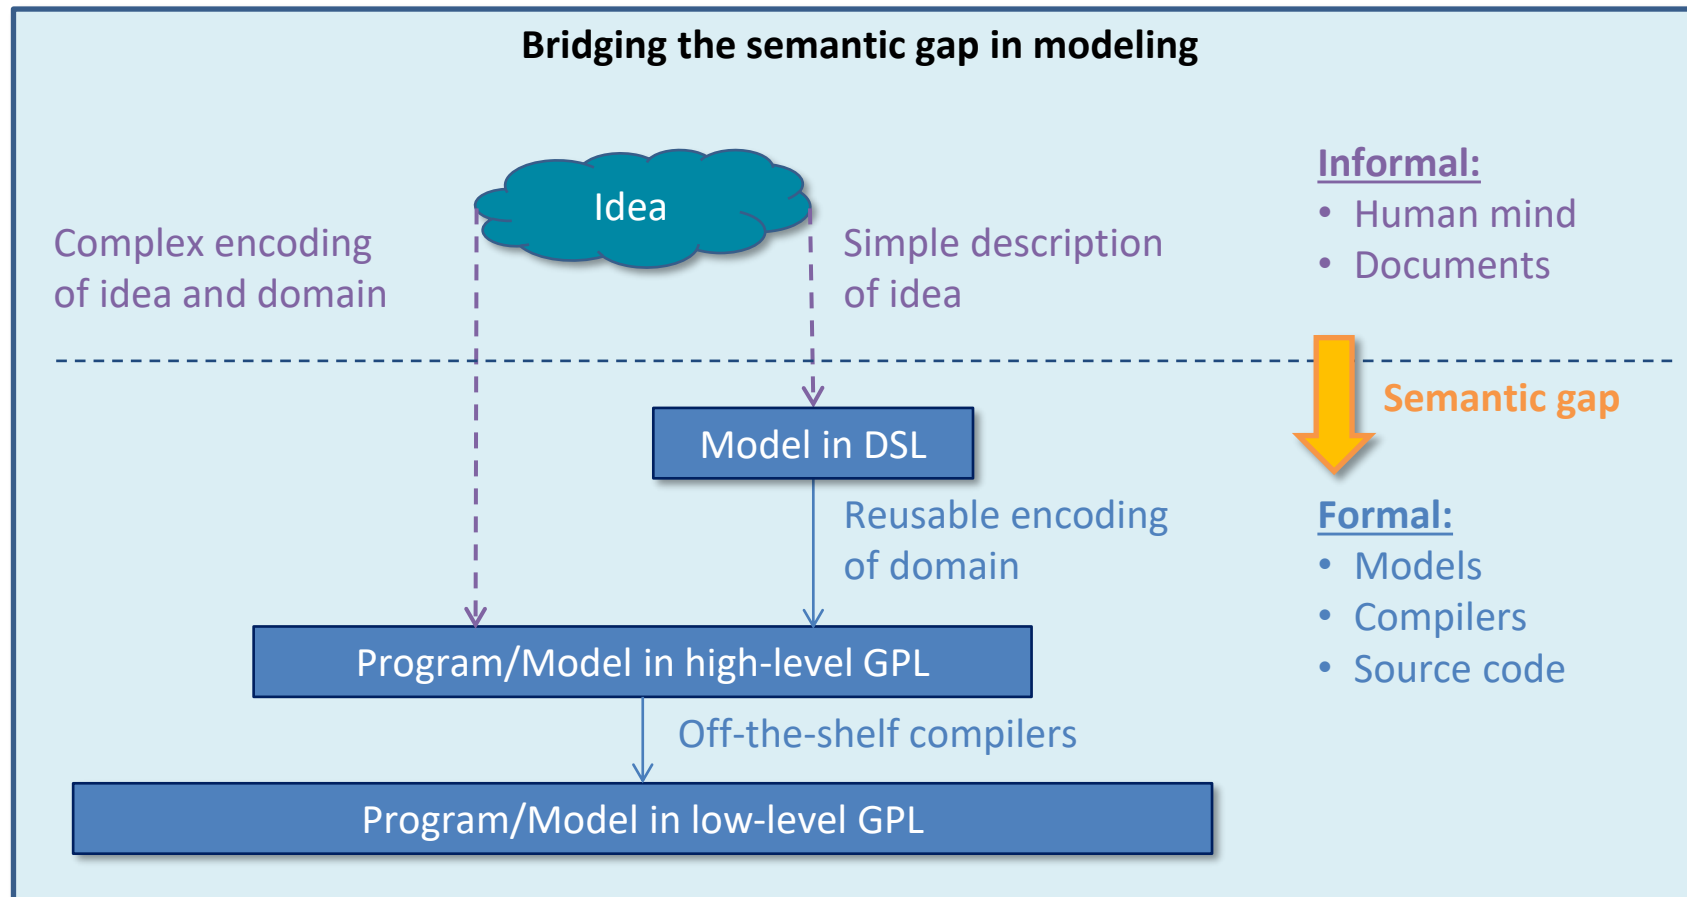 Bridging the semantic gap in modeling
Idea
Complex encoding
of idea and domain
Simple description
of idea
Informal:
• Human mind
• Documents
Semantic gap
Model in DSL
Reusable encoding
of domain
Formal:
• Models
• Compilers
• Source code
Program/Model in high-level GPL
Off-the-shelf compilers
Program/Model in low-level GPL